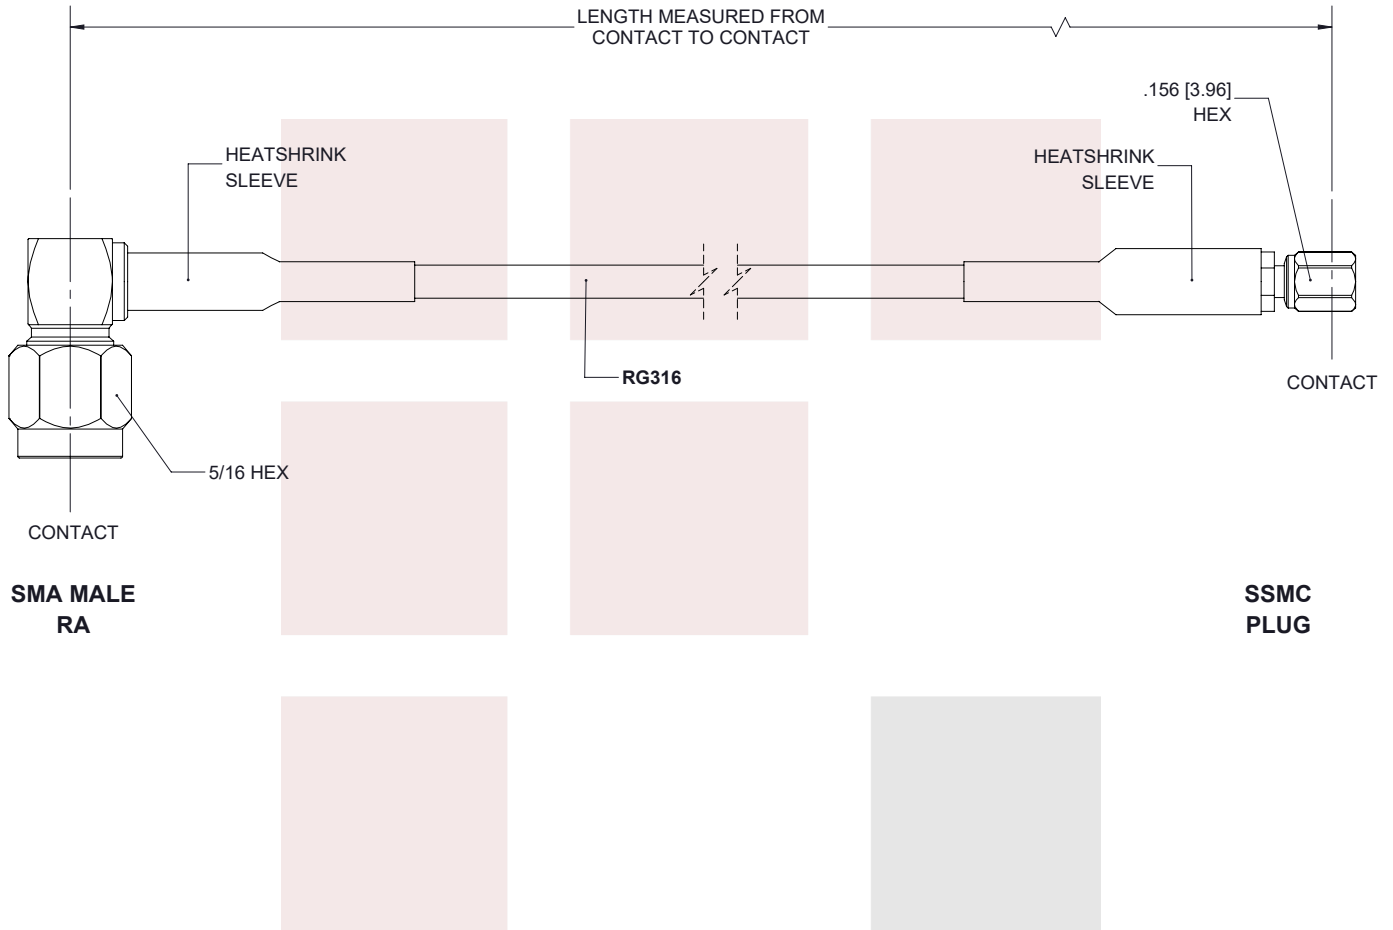 LENGTH MEASURED FROM
CONTACT TO CONTACT
.156 [3.96]
HEX
HEATSHRINK
SLEEVE
HEATSHRINK
SLEEVE
RG316
CONTACT
5/16 HEX
CONTACT
SMA MALE
RA
SSMC
PLUG